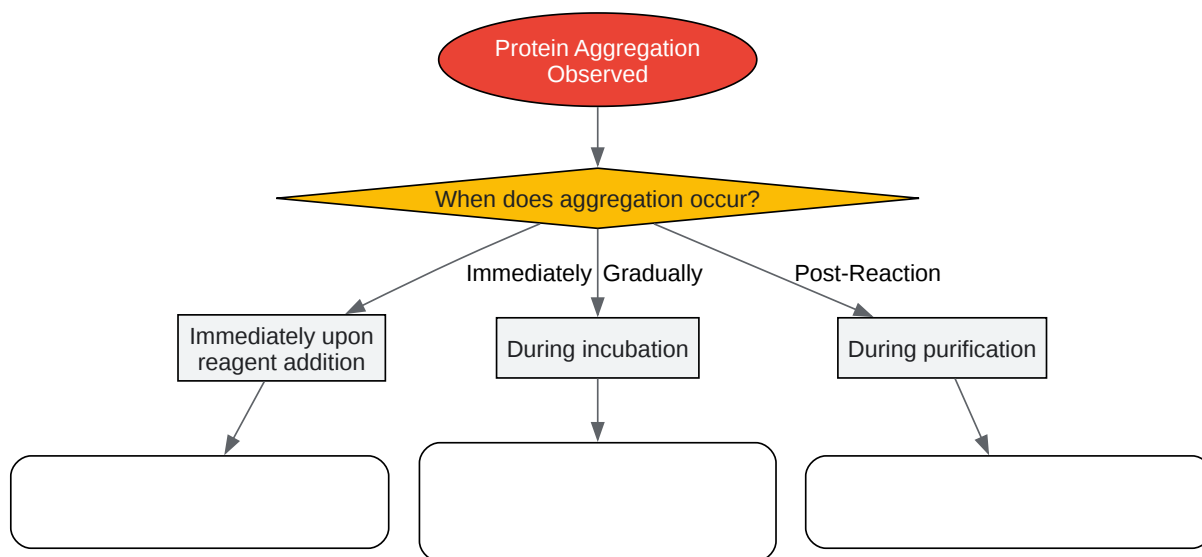 Protein Aggregation
Observed
When does aggregation occur?
Immediately
Gradually
Post-Reaction
Immediately upon
reagent addition
During incubation
During purification